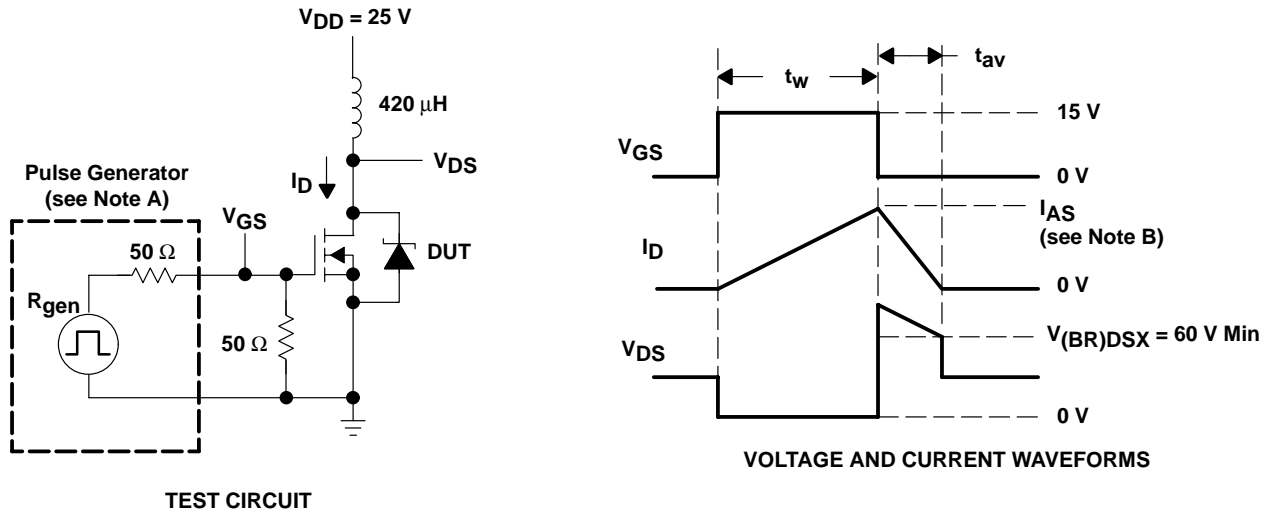 VDD = 25 V
420 μH
VDS
Pulse Generator
(see Note A)
ID
VGS
50 Ω
DUT
Rgen
50 Ω
TEST CIRCUIT
tw
tav
15 V
VGS
0 V
IAS
(see Note B)
ID
0 V
V(BR)DSX = 60 V Min
VDS
0 V
VOLTAGE AND CURRENT WAVEFORMS